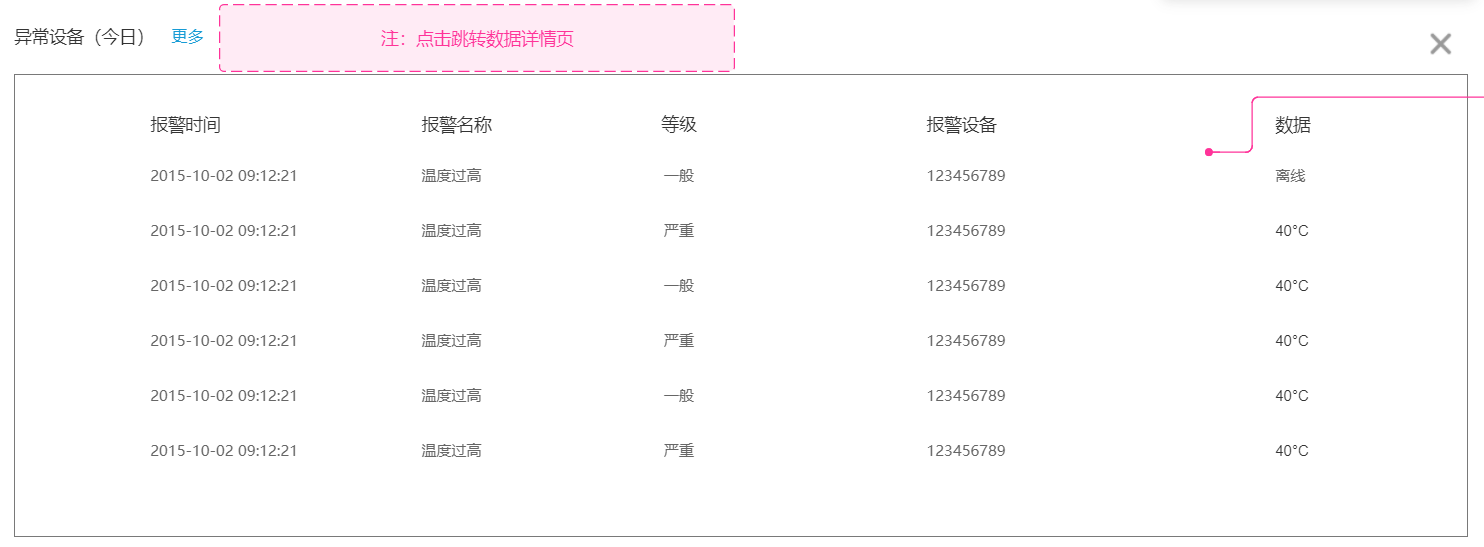 异常设备（今日） 更多 注：点击跳转数据详情页
报警时间 报警名称 等级 报警设备 数据
2015-10-02 09:12:21 温度过高 一般 123456789 离线
2015-10-02 09:12:21 温度过高 严重 123456789 40°C
2015-10-02 09:12:21 温度过高 一般 123456789 40°C
2015-10-02 09:12:21 温度过高 严重 123456789 40°C
2015-10-02 09:12:21 温度过高 一般 123456789 40°C
2015-10-02 09:12:21 温度过高 严重 123456789 40°C